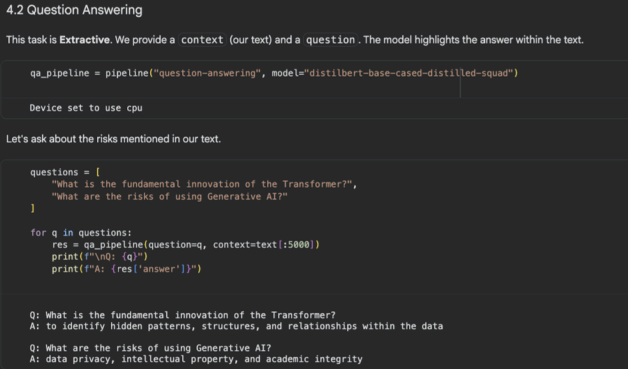 4.2 Question Answering
This task is Extractive. We provide a context (our text) and a question. The model highlights the answer within the text.
qa_pipeline = pipeline("question-answering", model="distilbert-base-cased-distilled-squad")
Device set to use cpu
Let's ask about the risks mentioned in our text.
questions = [
    "What is the fundamental innovation of the Transformer?",
    "What are the risks of using Generative AI?"
]
for q in questions:
    res = qa_pipeline(question=q, context=text[:5000])
    print(f"\nQ: {q}")
    print(f"A: {res['answer']}")
Q: What is the fundamental innovation of the Transformer?
A: to identify hidden patterns, structures, and relationships within the data
Q: What are the risks of using Generative AI?
A: data privacy, intellectual property, and academic integrity